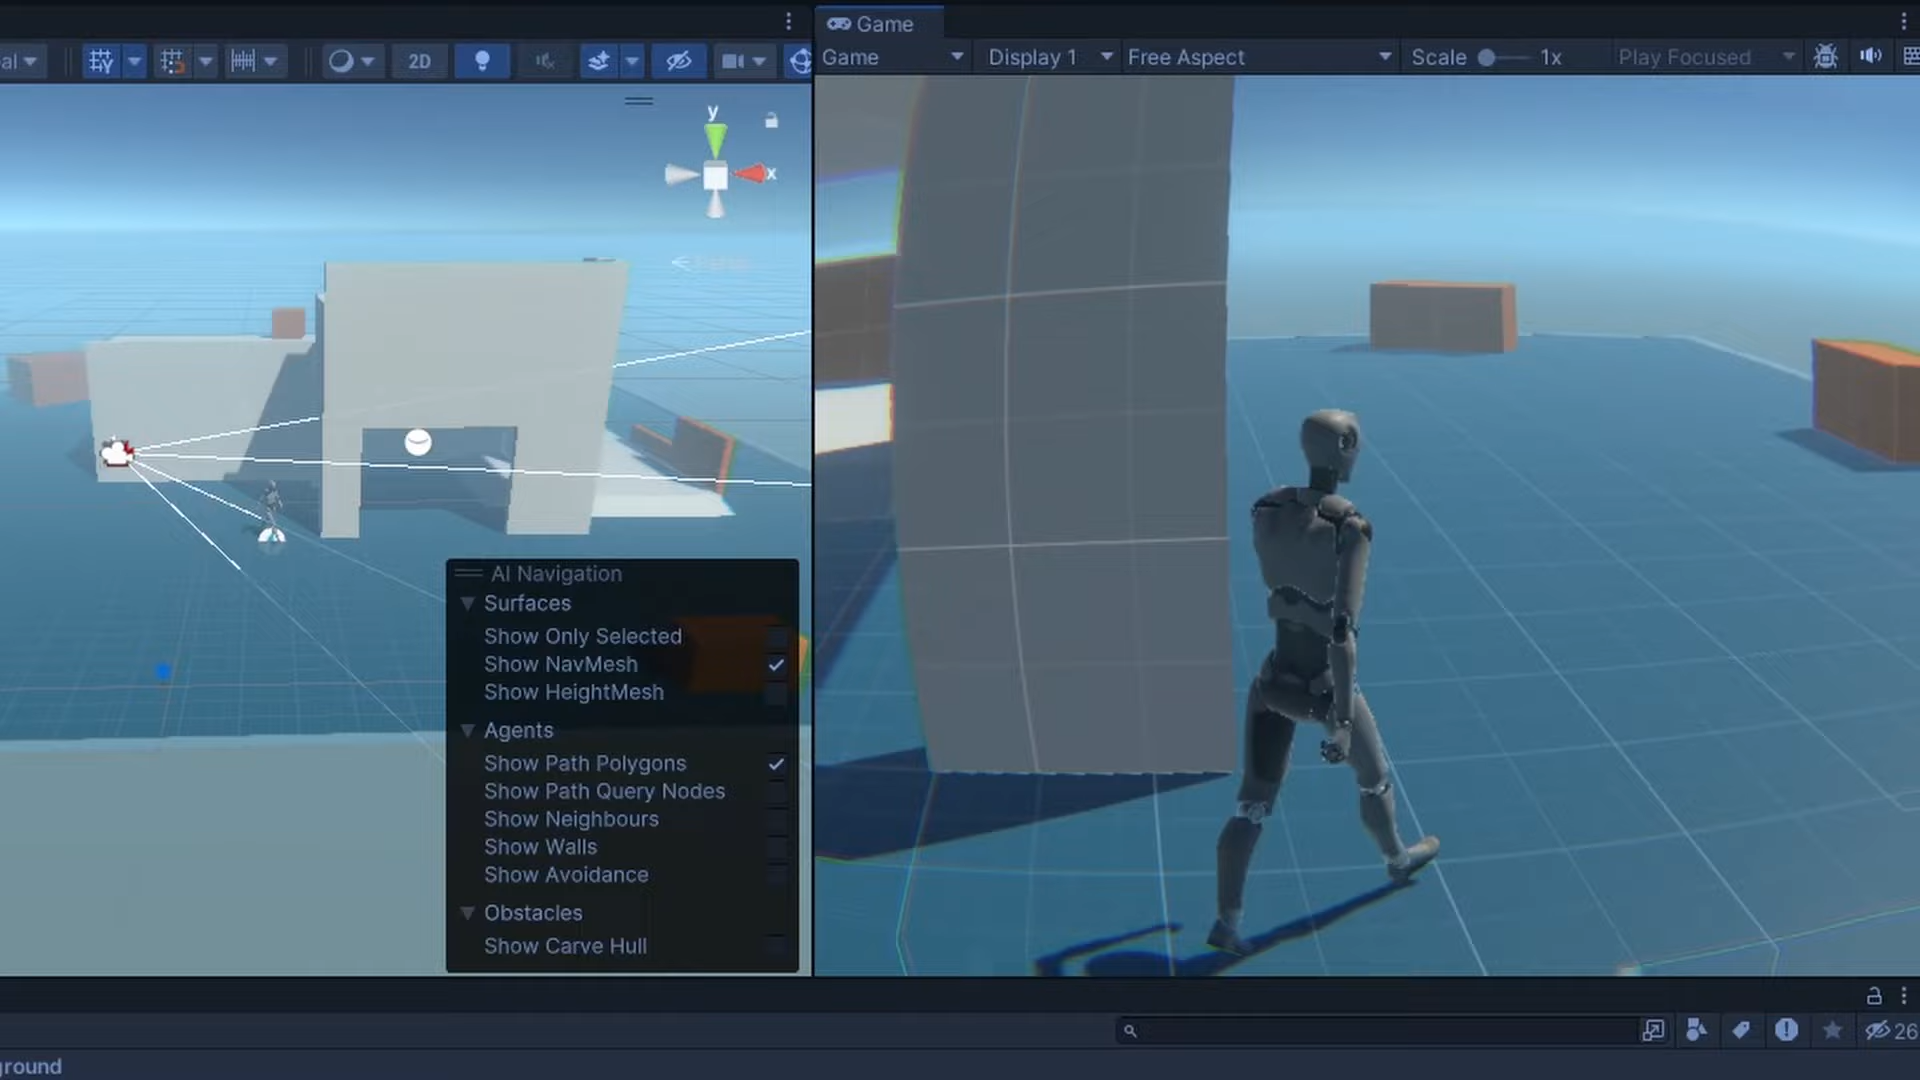 Game
al
2D
Game
Display 1
Free Aspect
Scale
1x
Play Focused
y
x
AI Navigation
Surfaces
Show Only Selected
Show NavMesh
Show HeightMesh
Agents
Show Path Polygons
Show Path Query Nodes
Show Neighbours
Show Walls
Show Avoidance
Obstacles
Show Carve Hull
26
ground